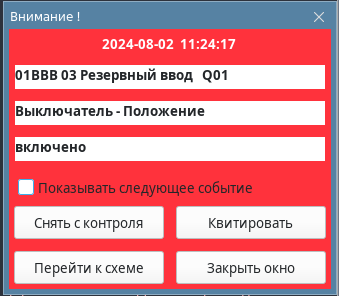 Внимание !
2024-08-02 11:24:17
01BBB 03 Резервный ввод Q01
Выключатель - Положение
включено
Показывать следующее событие
Снять с контроля Квитировать
Перейти к схеме Закрыть окно